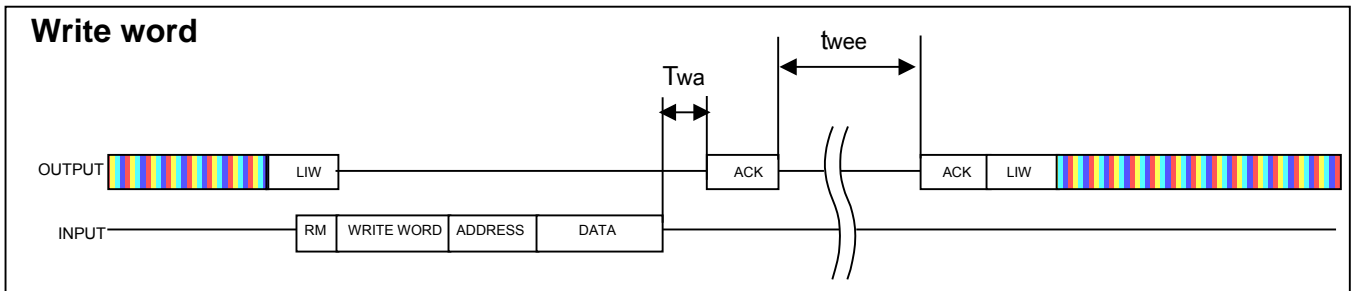 Write word
twee
Twa
OUTPUT LIW ACK ACK LIW
INPUT RM WRITE WORD ADDRESS DATA